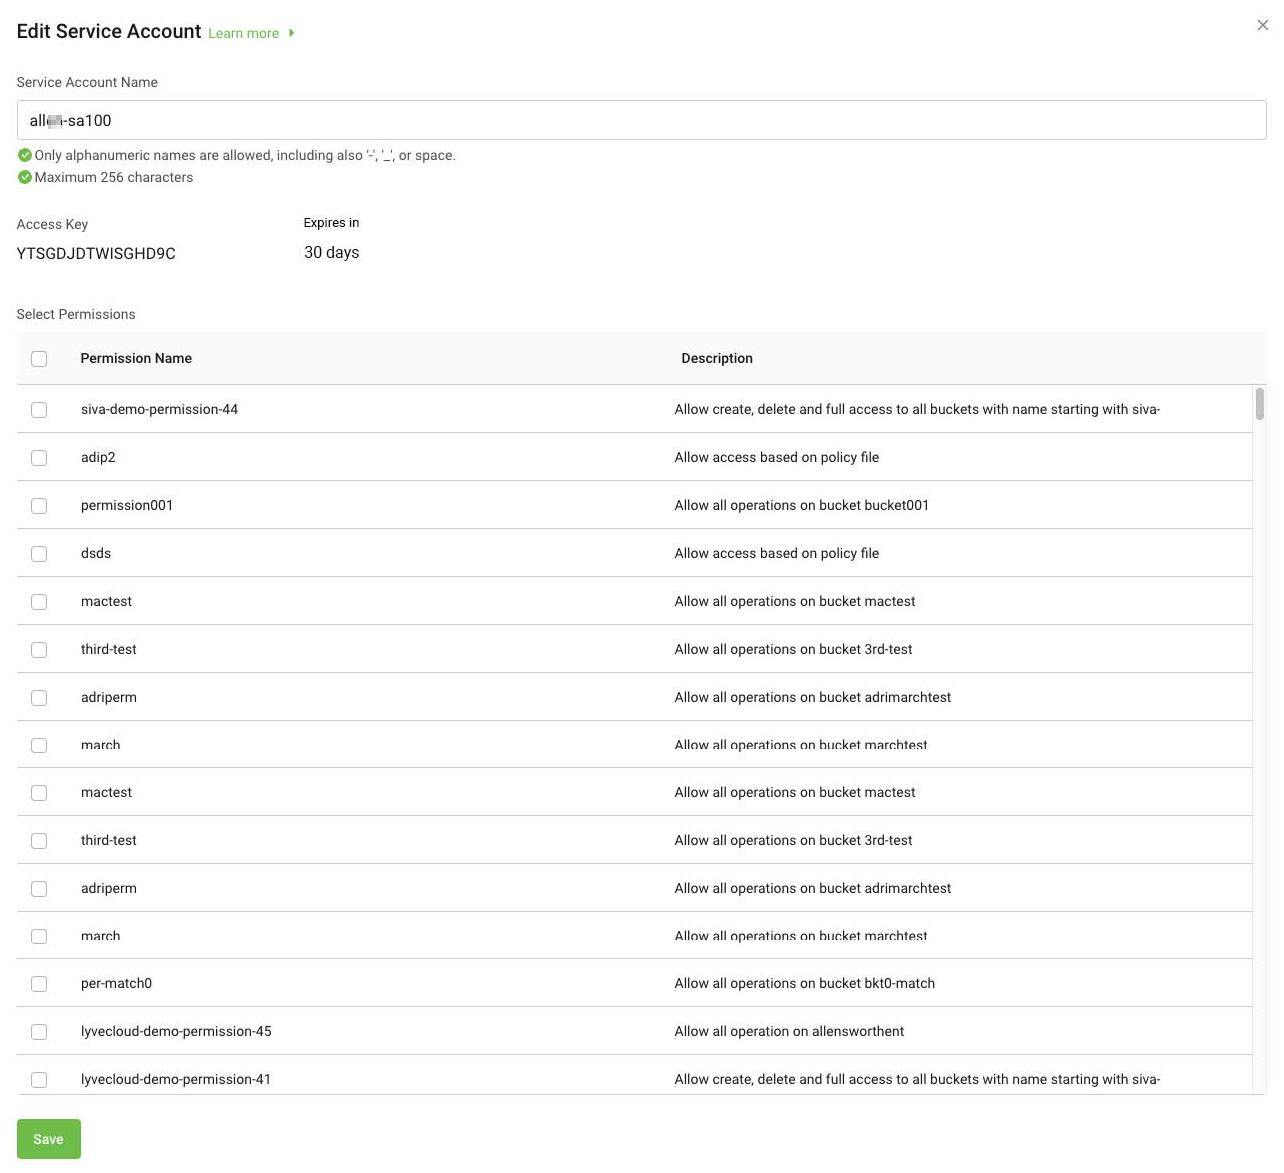 Edit Service Account Learn more
Service Account Name
-sa100
Only alphanumeric names are allowed, including also '-', '_', or space.
Maximum 256 characters
Access Key Expires in
YTSGDJDTWISGHD9C 30 days
Select Permissions
Permission Name Description
siva-demo-permission-44 Allow create, delete and full access to all buckets with name starting with siva-
adip2 Allow access based on policy file
permission001 Allow all operations on bucket bucket001
dsds Allow access based on policy file
mactest Allow all operations on bucket mactest
third-test Allow all operations on bucket 3rd-test
adriperm Allow all operations on bucket adrimarchtest
march Allow all operations on bucket marchtest
mactest Allow all operations on bucket mactest
third-test Allow all operations on bucket 3rd-test
adriperm Allow all operations on bucket adrimarchtest
march Allow all operations on bucket marchtest
per-match0 Allow all operations on bucket bkt0-match
lyvecloud-demo-permission-45 Allow all operation on allensworthent
lyvecloud-demo-permission-41 Allow create, delete and full access to all buckets with name starting with siva-
Save